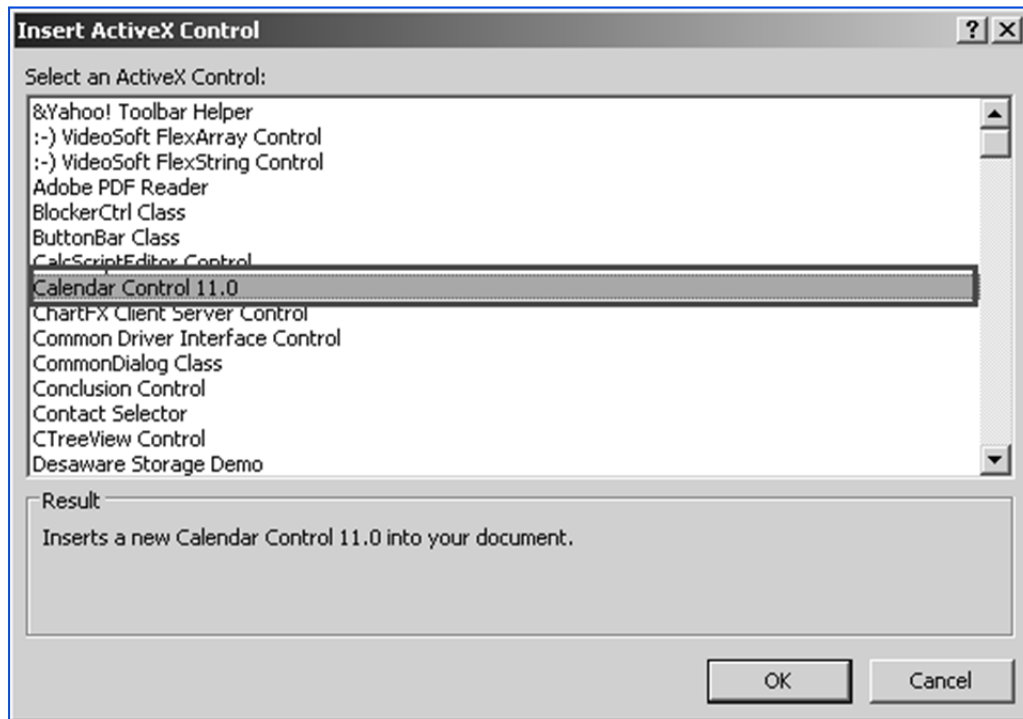 Insert ActiveX Control
Select an ActiveX Control:
&Yahoo! Toolbar Helper
:-) VideoSoft FlexArray Control
:-) VideoSoft FlexString Control
Adobe PDF Reader
BlockerCtrl Class
ButtonBar Class
CalcScriptEditor Control
Calendar Control 11.0
ChartFX Client Server Control
Common Driver Interface Control
CommonDialog Class
Conclusion Control
Contact Selector
CTreeView Control
Desaware Storage Demo
Result
Inserts a new Calendar Control 11.0 into your document.
OK Cancel